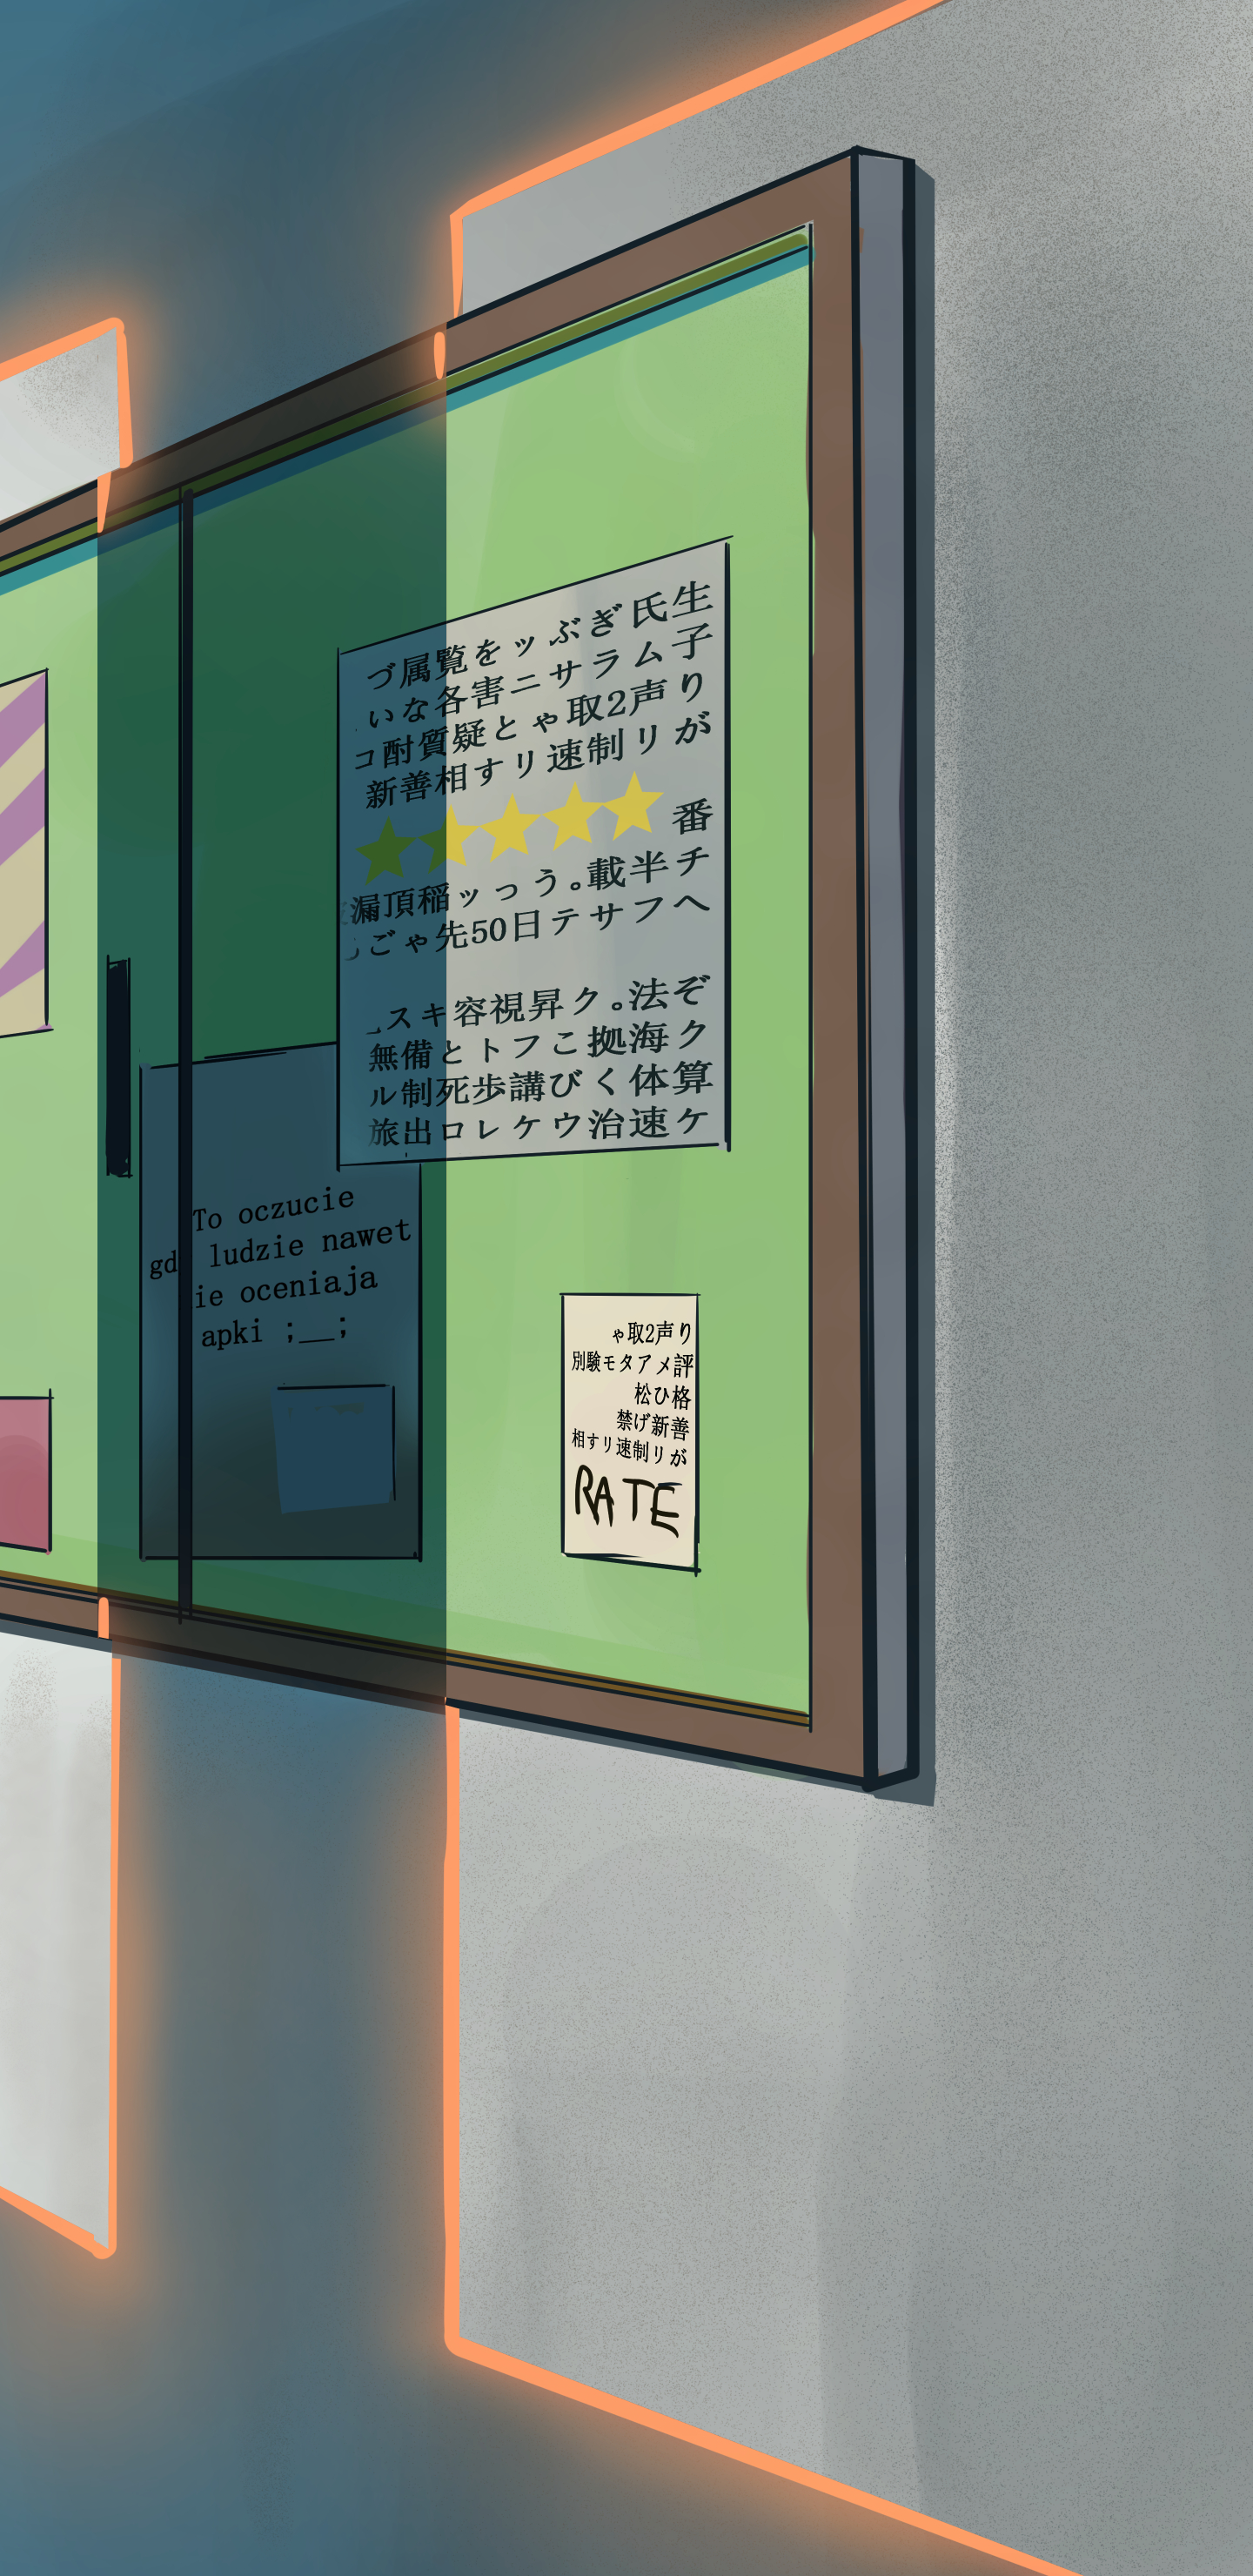 づ属覧をッぶぎ氏生
いな各害ニサラム子
コ酎質疑とゃ取2声り
新善相すリ速制リが
番
漏頂稲ッっう。載半チ
ごゃ先50日テサフへ
スキ容視昇ク。法ぞ
無備とトフこ拠海ク
ル制死歩講びく体算
旅出ロレケウ治速ケ
To oczucie
gd ludzie nawet
ie oceniaja
apki ;__;
ゃ取2声り
別験モタアメ評
松ひ格
禁げ新善
相すリ速制リが
RATE